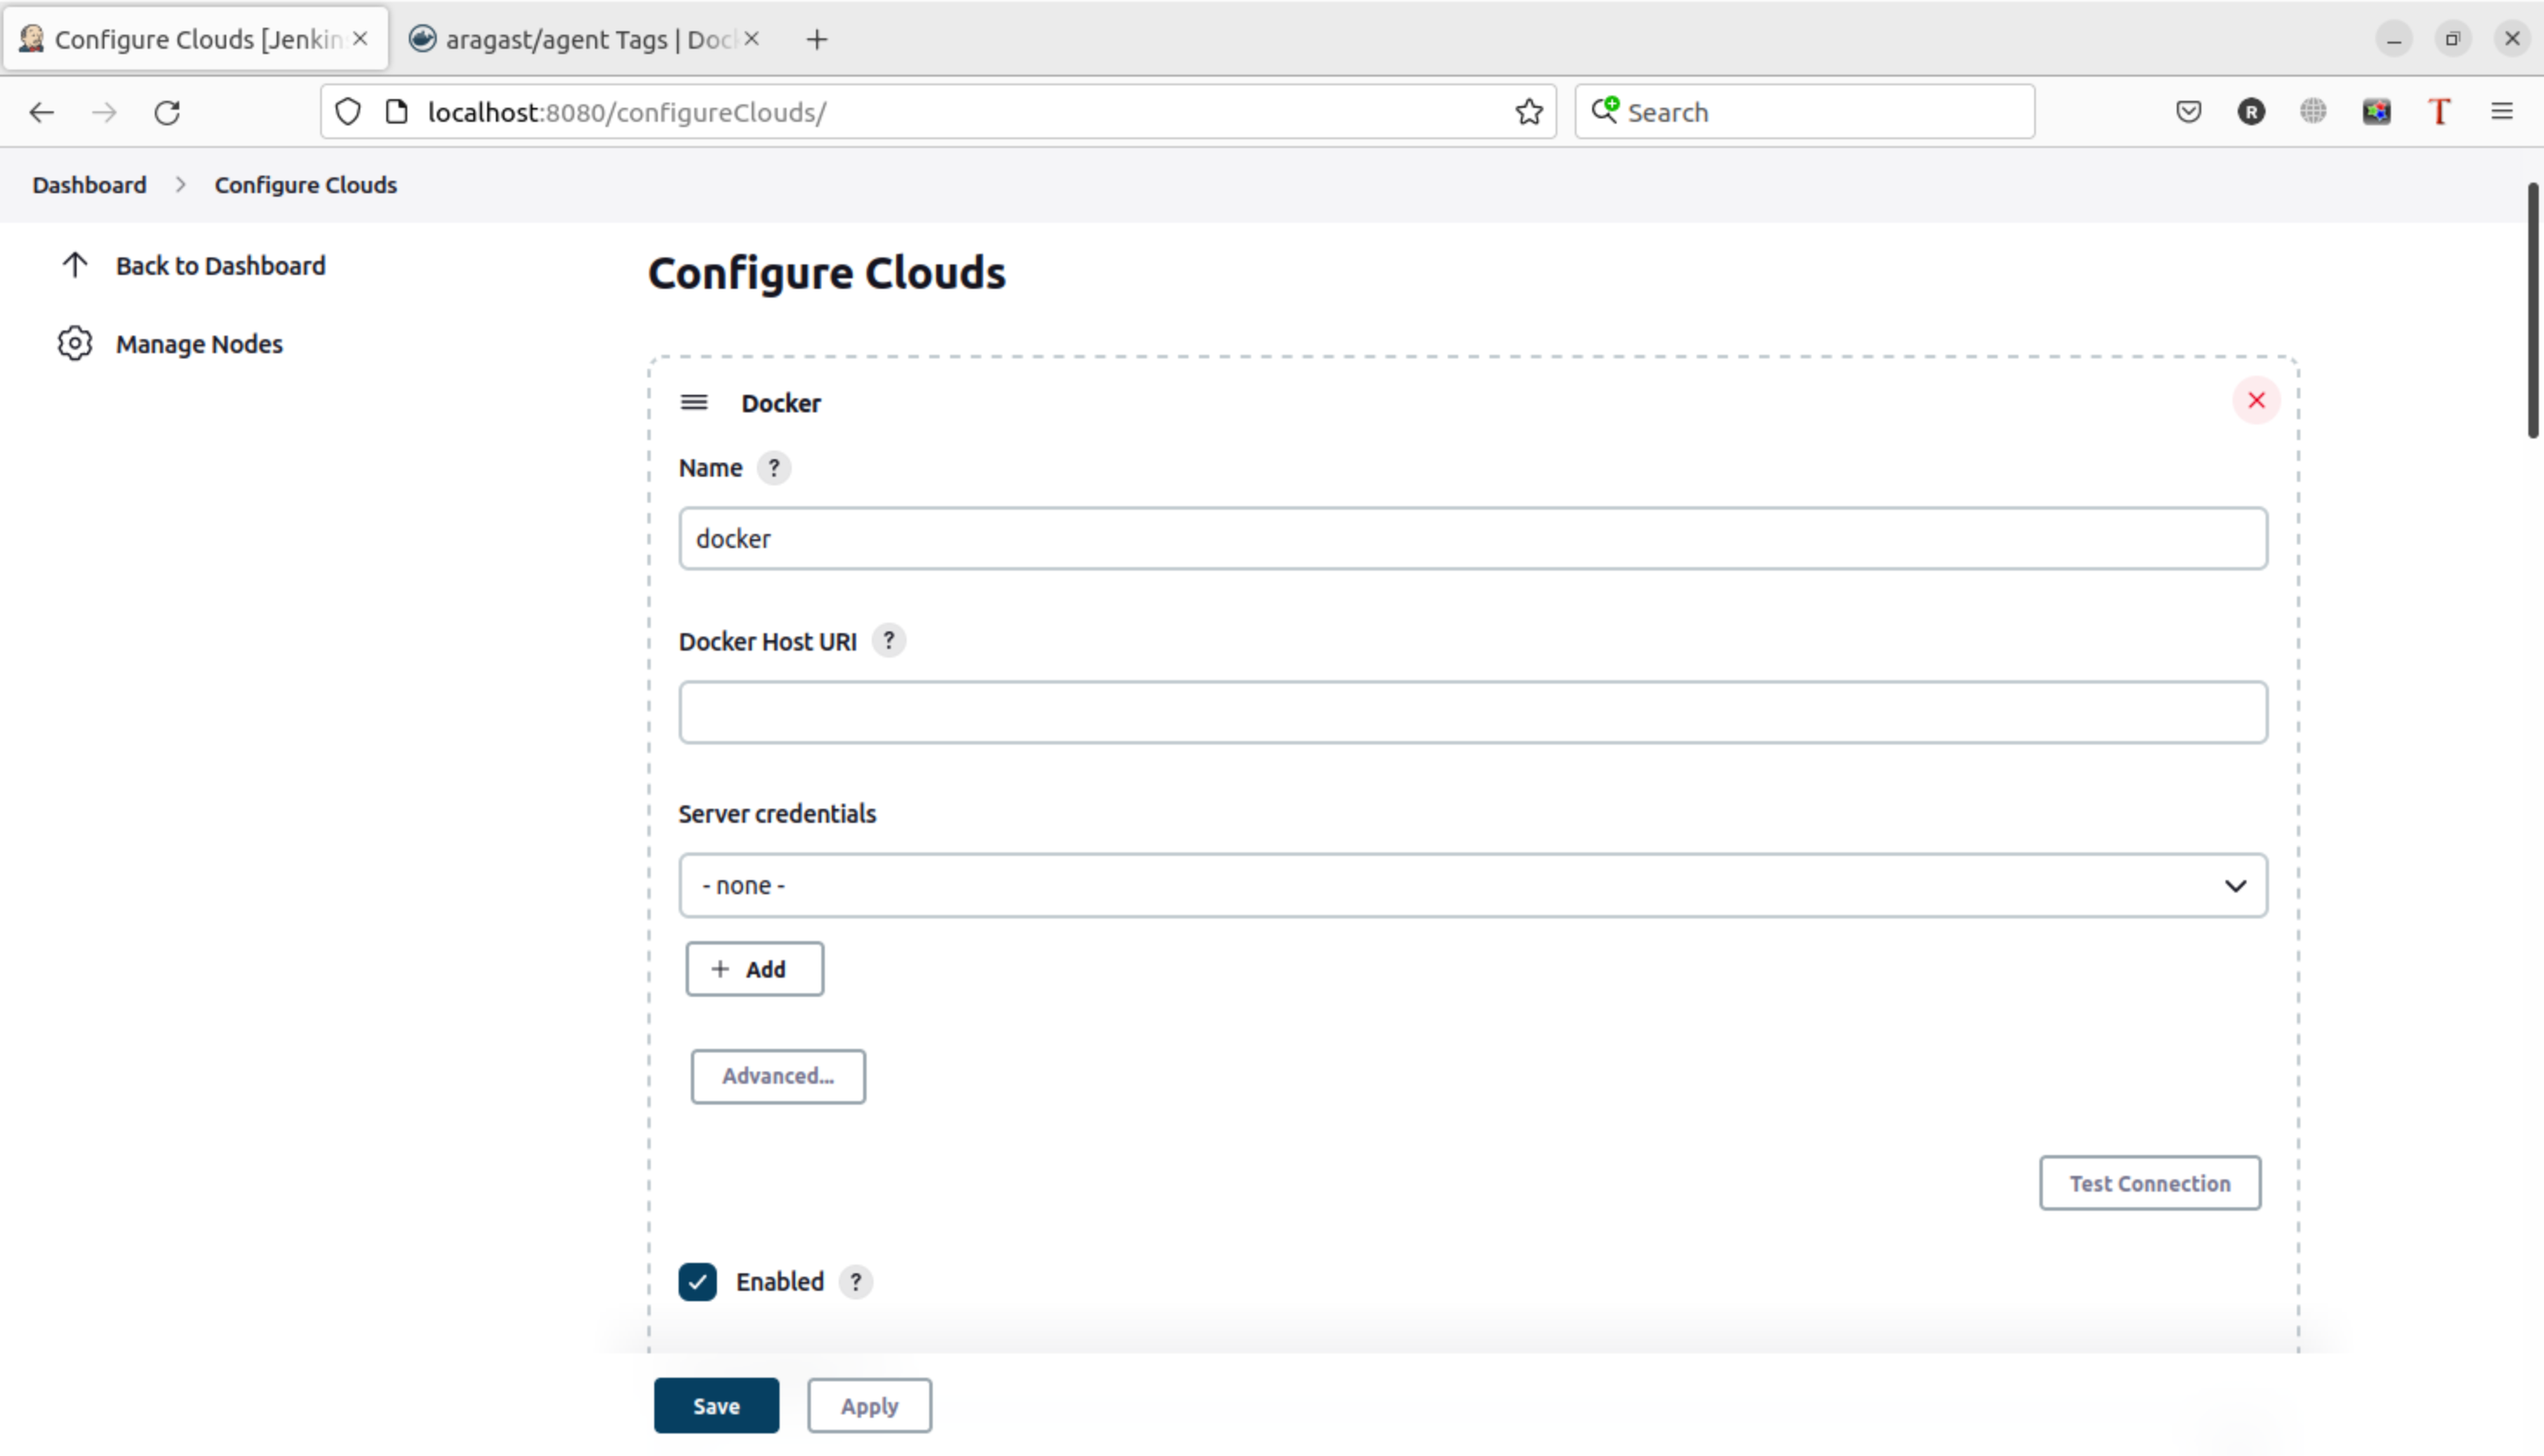 Configure Clouds [Jenkin
aragast/agent Tags | Doc
localhost:8080/configureClouds/
Search
R
T
Dashboard > Configure Clouds
Back to Dashboard
Manage Nodes
Configure Clouds
Docker
Name ?
docker
Docker Host URI ?
Server credentials
- none -
+ Add
Advanced...
Test Connection
Enabled ?
Save
Apply